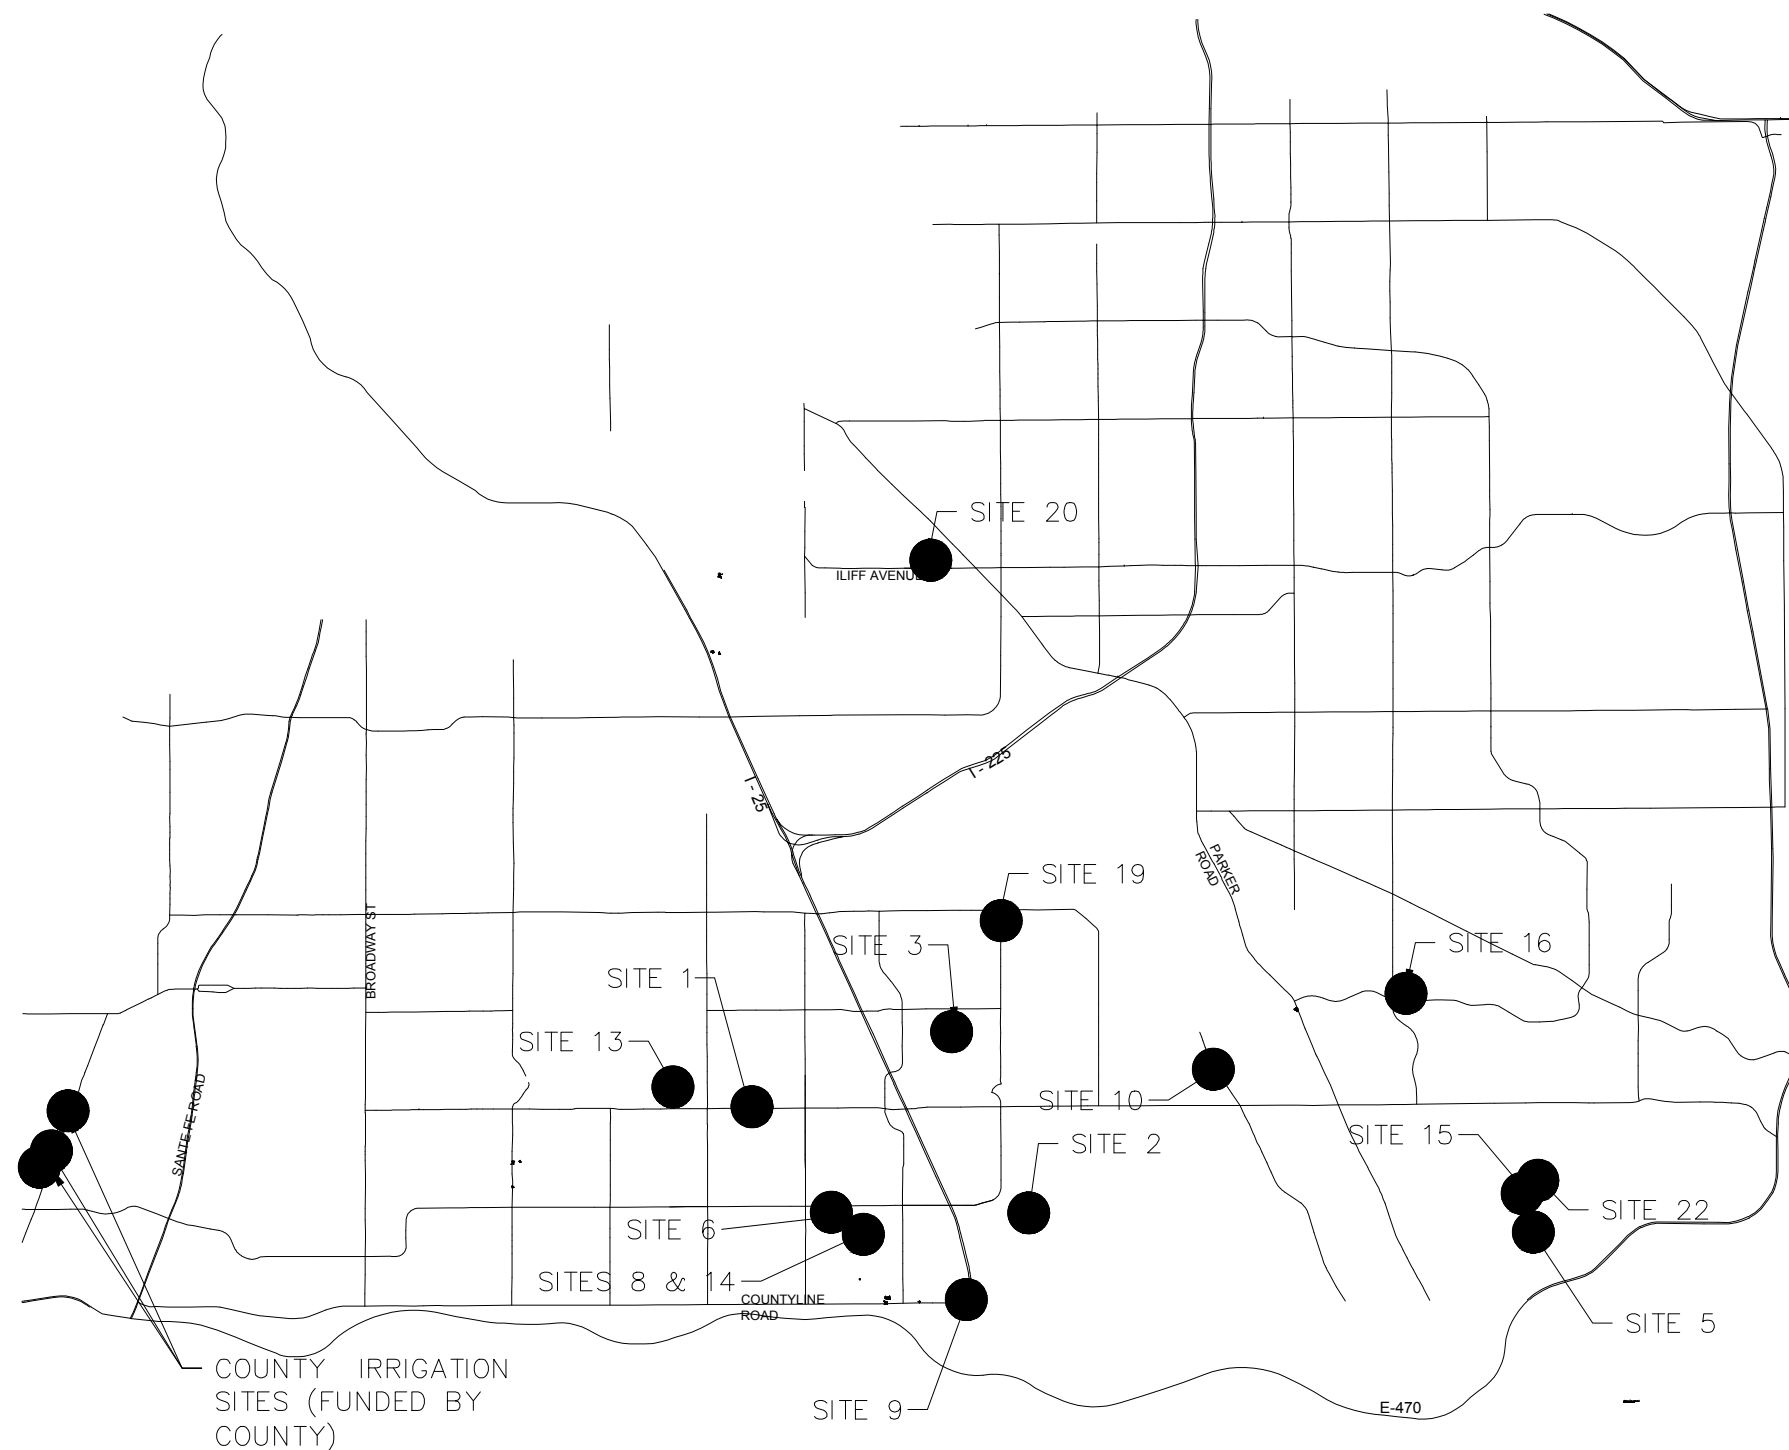 SITE 20
ILIFF AVENUE
I - 225
I - 25
PARKER
ROAD
SITE 19
BROADWAY ST
SITE 3
SITE 16
SITE 1
SITE 13
SITE 10
SANTE FE ROAD
SITE 15
SITE 2
SITE 22
SITE 6
SITES 8 & 14
COUNTYLINE
ROAD
SITE 5
COUNTY IRRIGATION
SITES (FUNDED BY
COUNTY)
SITE 9
E-470